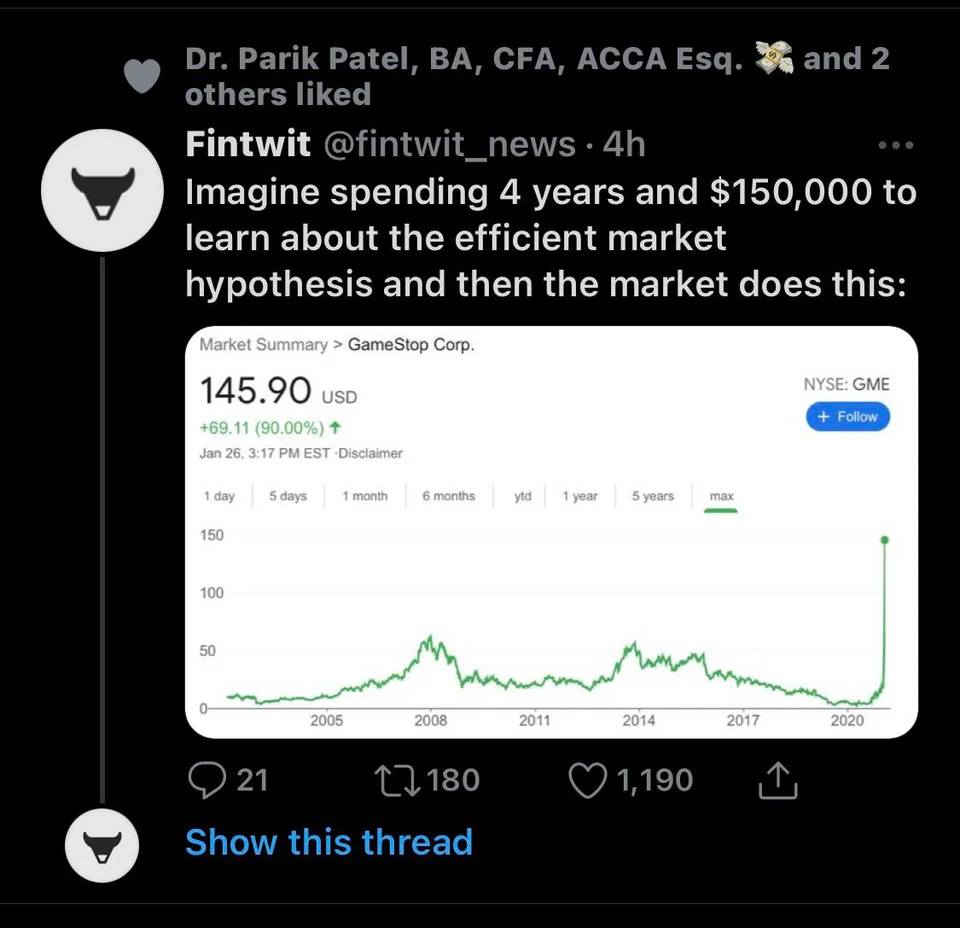 Dr. Parik Patel, BA, CFA, ACCA Esq. 💸 and 2
others liked
Fintwit @fintwit_news · 4h
Imagine spending 4 years and $150,000 to
learn about the efficient market
hypothesis and then the market does this:
Market Summary > GameStop Corp.
145.90 USD
NYSE: GME
+69.11 (90.00%) ↑
+ Follow
Jan 26, 3:17 PM EST ·Disclaimer
1 day 5 days 1 month 6 months ytd 1 year 5 years max
150
100
50
0
2005 2008 2011 2014 2017 2020
21 180 1,190
Show this thread